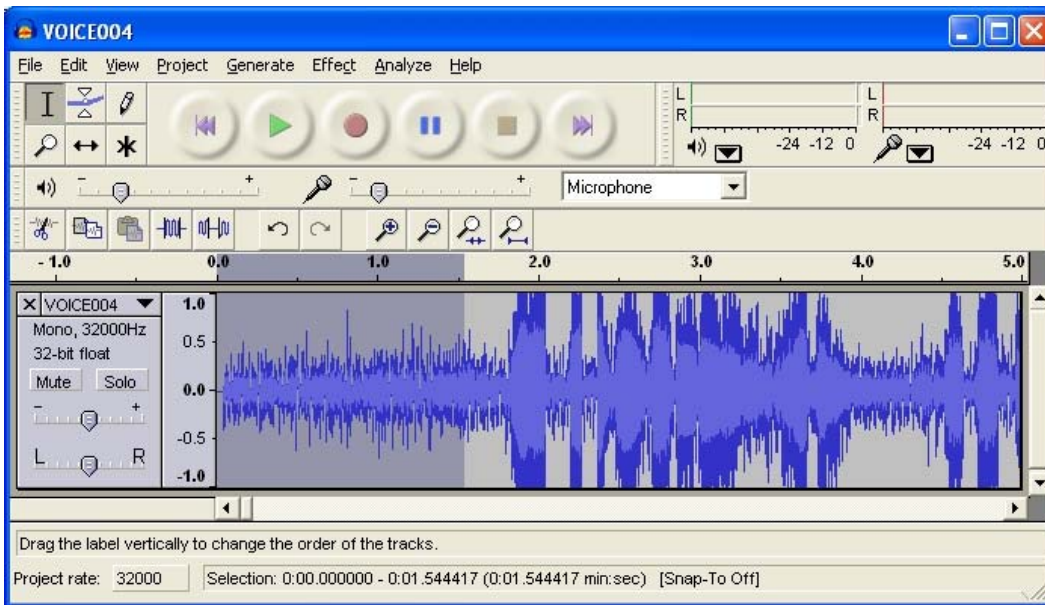 VOICE004
File Edit View Project Generate Effect Analyze Help
L
R
-24 -12 0
L
R
-24 -12 0
- +
- +
Microphone
- 1.0 0.0 1.0 2.0 3.0 4.0 5.0
X VOICE004
Mono, 32000Hz
32-bit float
Mute Solo
- +
L R
1.0
0.5
0.0
-0.5
-1.0
Drag the label vertically to change the order of the tracks.
Project rate: 32000 Selection: 0:00.000000 - 0:01.544417 (0:01.544417 min:sec) [Snap-To Off]